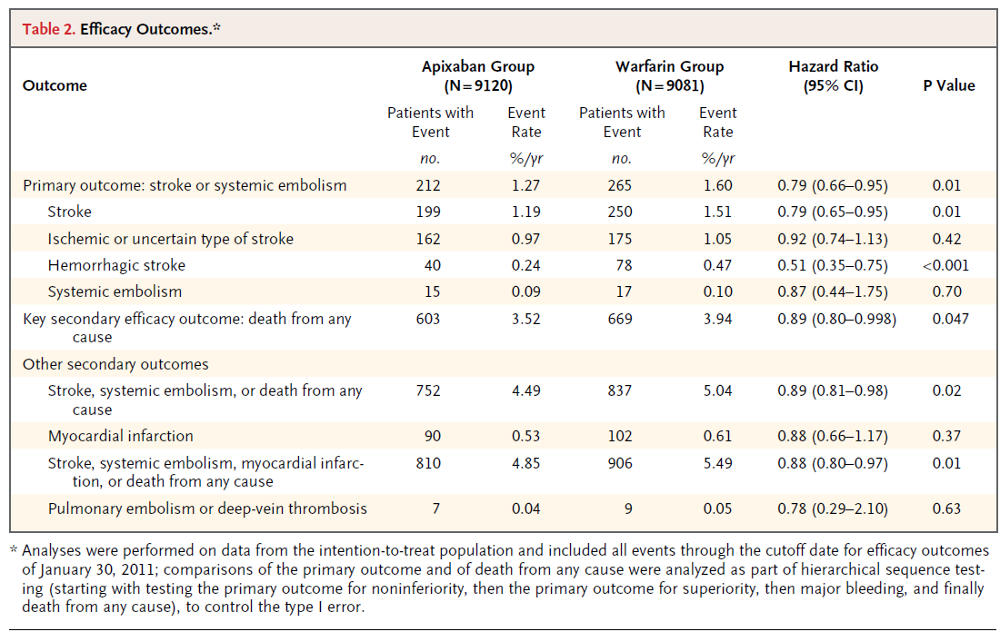 Table 2. Efficacy Outcomes.*
Outcome Apixaban Group (N=9120) Warfarin Group (N=9081) Hazard Ratio (95% CI) P Value
Patients with Event Event Rate Patients with Event Event Rate
no. %/yr no. %/yr
Primary outcome: stroke or systemic embolism 212 1.27 265 1.60 0.79 (0.66–0.95) 0.01
Stroke 199 1.19 250 1.51 0.79 (0.65–0.95) 0.01
Ischemic or uncertain type of stroke 162 0.97 175 1.05 0.92 (0.74–1.13) 0.42
Hemorrhagic stroke 40 0.24 78 0.47 0.51 (0.35–0.75) <0.001
Systemic embolism 15 0.09 17 0.10 0.87 (0.44–1.75) 0.70
Key secondary efficacy outcome: death from any 603 3.52 669 3.94 0.89 (0.80–0.998) 0.047
cause
Other secondary outcomes
Stroke, systemic embolism, or death from any 752 4.49 837 5.04 0.89 (0.81–0.98) 0.02
cause
Myocardial infarction 90 0.53 102 0.61 0.88 (0.66–1.17) 0.37
Stroke, systemic embolism, myocardial infarc- 810 4.85 906 5.49 0.88 (0.80–0.97) 0.01
tion, or death from any cause
Pulmonary embolism or deep-vein thrombosis 7 0.04 9 0.05 0.78 (0.29–2.10) 0.63
* Analyses were performed on data from the intention-to-treat population and included all events through the cutoff date for efficacy outcomes
of January 30, 2011; comparisons of the primary outcome and of death from any cause were analyzed as part of hierarchical sequence test-
ing (starting with testing the primary outcome for noninferiority, then the primary outcome for superiority, then major bleeding, and finally
death from any cause), to control the type I error.